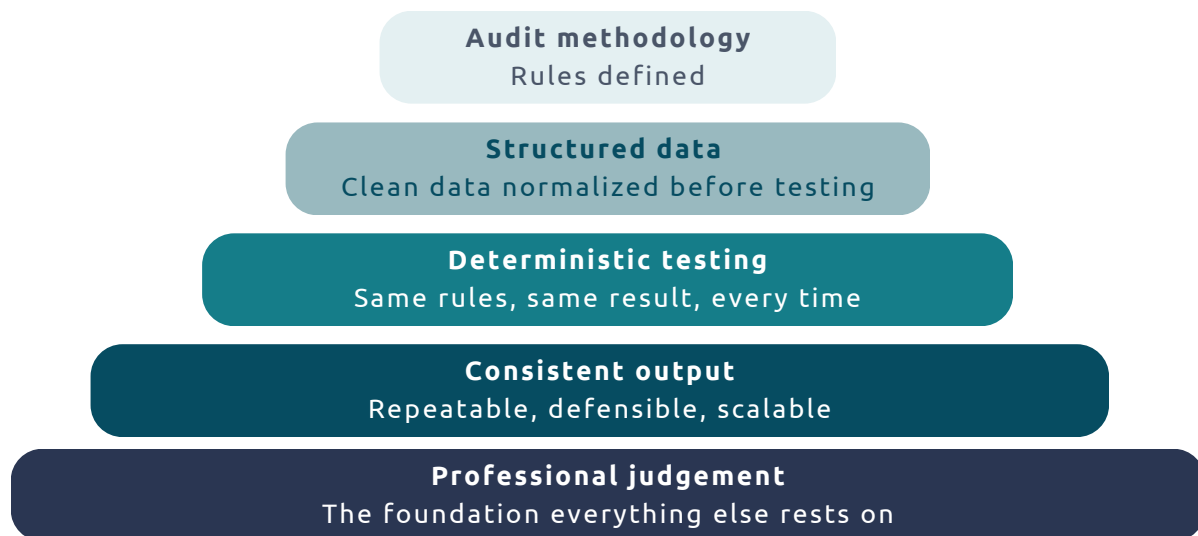 Audit methodology
Rules defined
Structured data
Clean data normalized before testing
Deterministic testing
Same rules, same result, every time
Consistent output
Repeatable, defensible, scalable
Professional judgement
The foundation everything else rests on